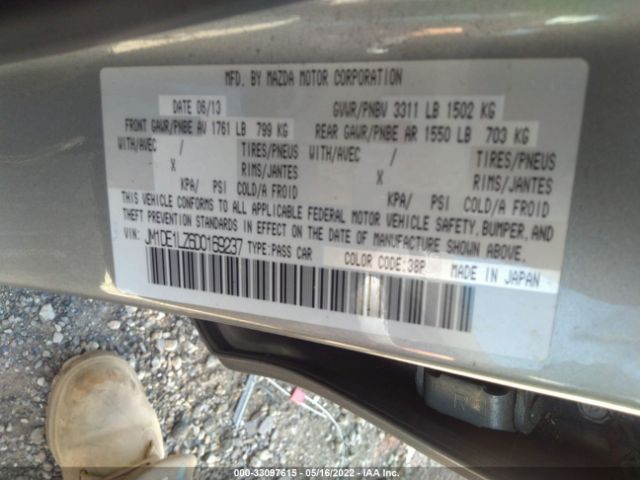 MFD. BY MAZDA MOTOR CORPORATION
DATE 06/13 GVWR/PNBV 3311 LB 1502 KG
FRONT GAWR/PNBE AV 1761 LB 799 KG REAR GAWR/PNBE AR 1550 LB 703 KG
WITH/AVEC / TIRES/PNEUS WITH/AVEC / TIRES/PNEUS
X RIMS/JANTES X RIMS/JANTES
KPA/ PSI COLD/A FROID KPA/ PSI COLD/A FROID
THIS VEHICLE CONFORMS TO ALL APPLICABLE FEDERAL MOTOR VEHICLE SAFETY, BUMPER, AND
THEFT PREVENTION STANDARDS IN EFFECT ON THE DATE OF MANUFACTURE SHOWN ABOVE.
VIN: JM1DE1LZ6D0169237 TYPE:PASS CAR COLOR CODE:38P MADE IN JAPAN
000-33097615 - 05/16/2022 - IAA Inc.